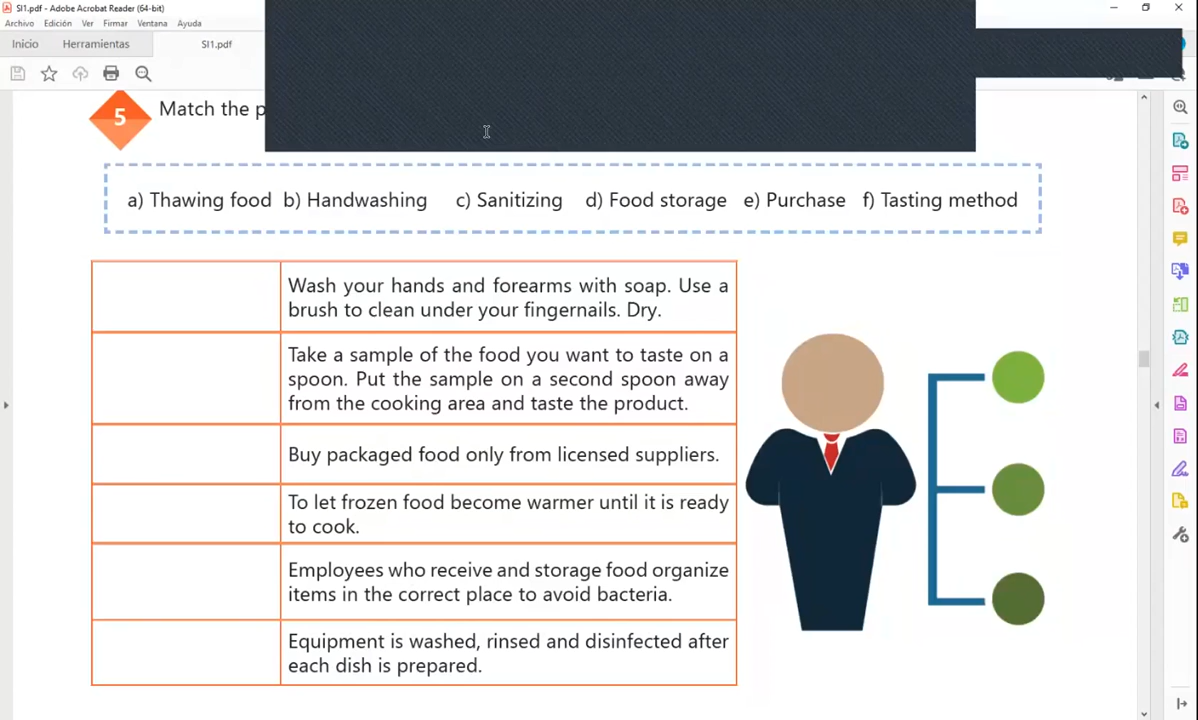 SI1.pdf - Adobe Acrobat Reader (64-bit)
Archivo Edición Ver Firmar Ventana Ayuda
Inicio Herramientas SI1.pdf
5 Match the p
a) Thawing food b) Handwashing c) Sanitizing d) Food storage e) Purchase f) Tasting method
Wash your hands and forearms with soap. Use a
brush to clean under your fingernails. Dry.
Take a sample of the food you want to taste on a
spoon. Put the sample on a second spoon away
from the cooking area and taste the product.
Buy packaged food only from licensed suppliers.
To let frozen food become warmer until it is ready
to cook.
Employees who receive and storage food organize
items in the correct place to avoid bacteria.
Equipment is washed, rinsed and disinfected after
each dish is prepared.